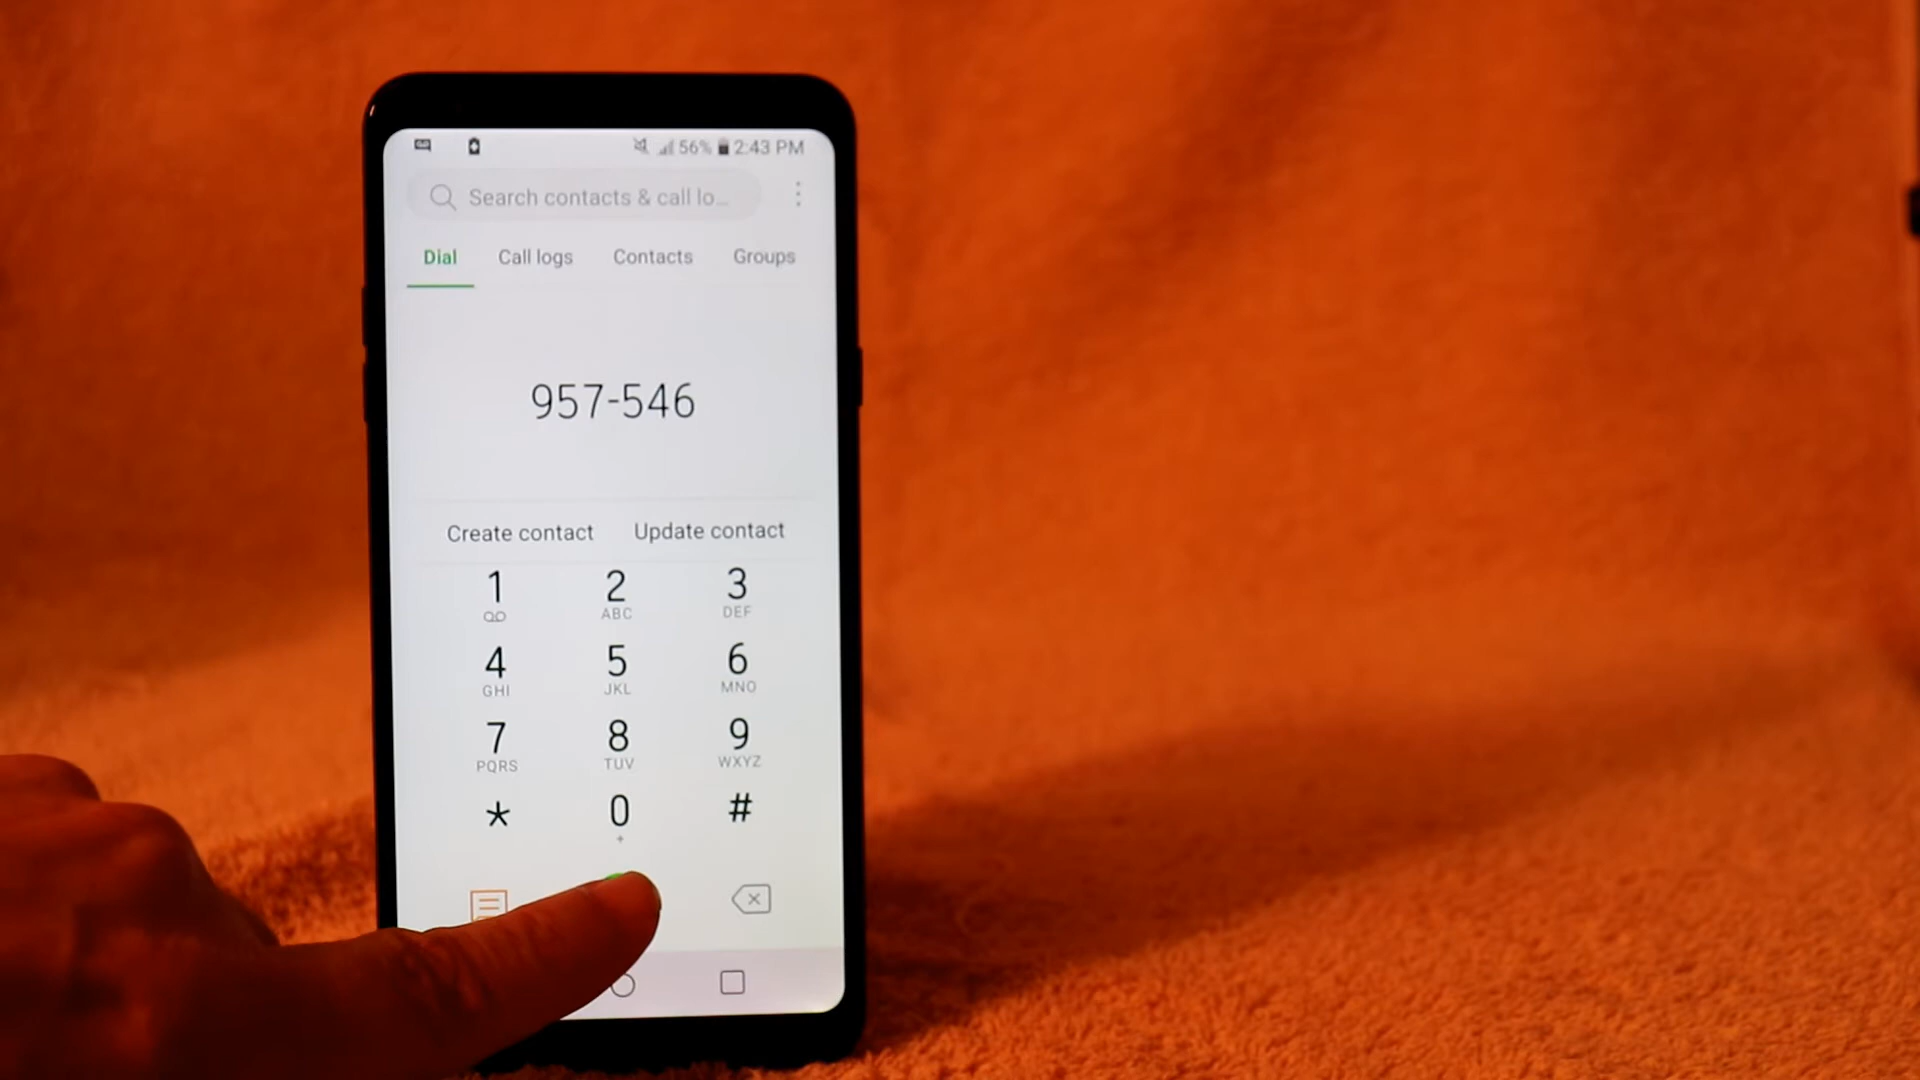 56% 2:43 PM
Search contacts & call lo...
Dial Call logs Contacts Groups
957-546
Create contact Update contact
1 2 3
ABC DEF
4 5 6
GHI JKL MNO
7 8 9
PQRS TUV WXYZ
* 0 #
+